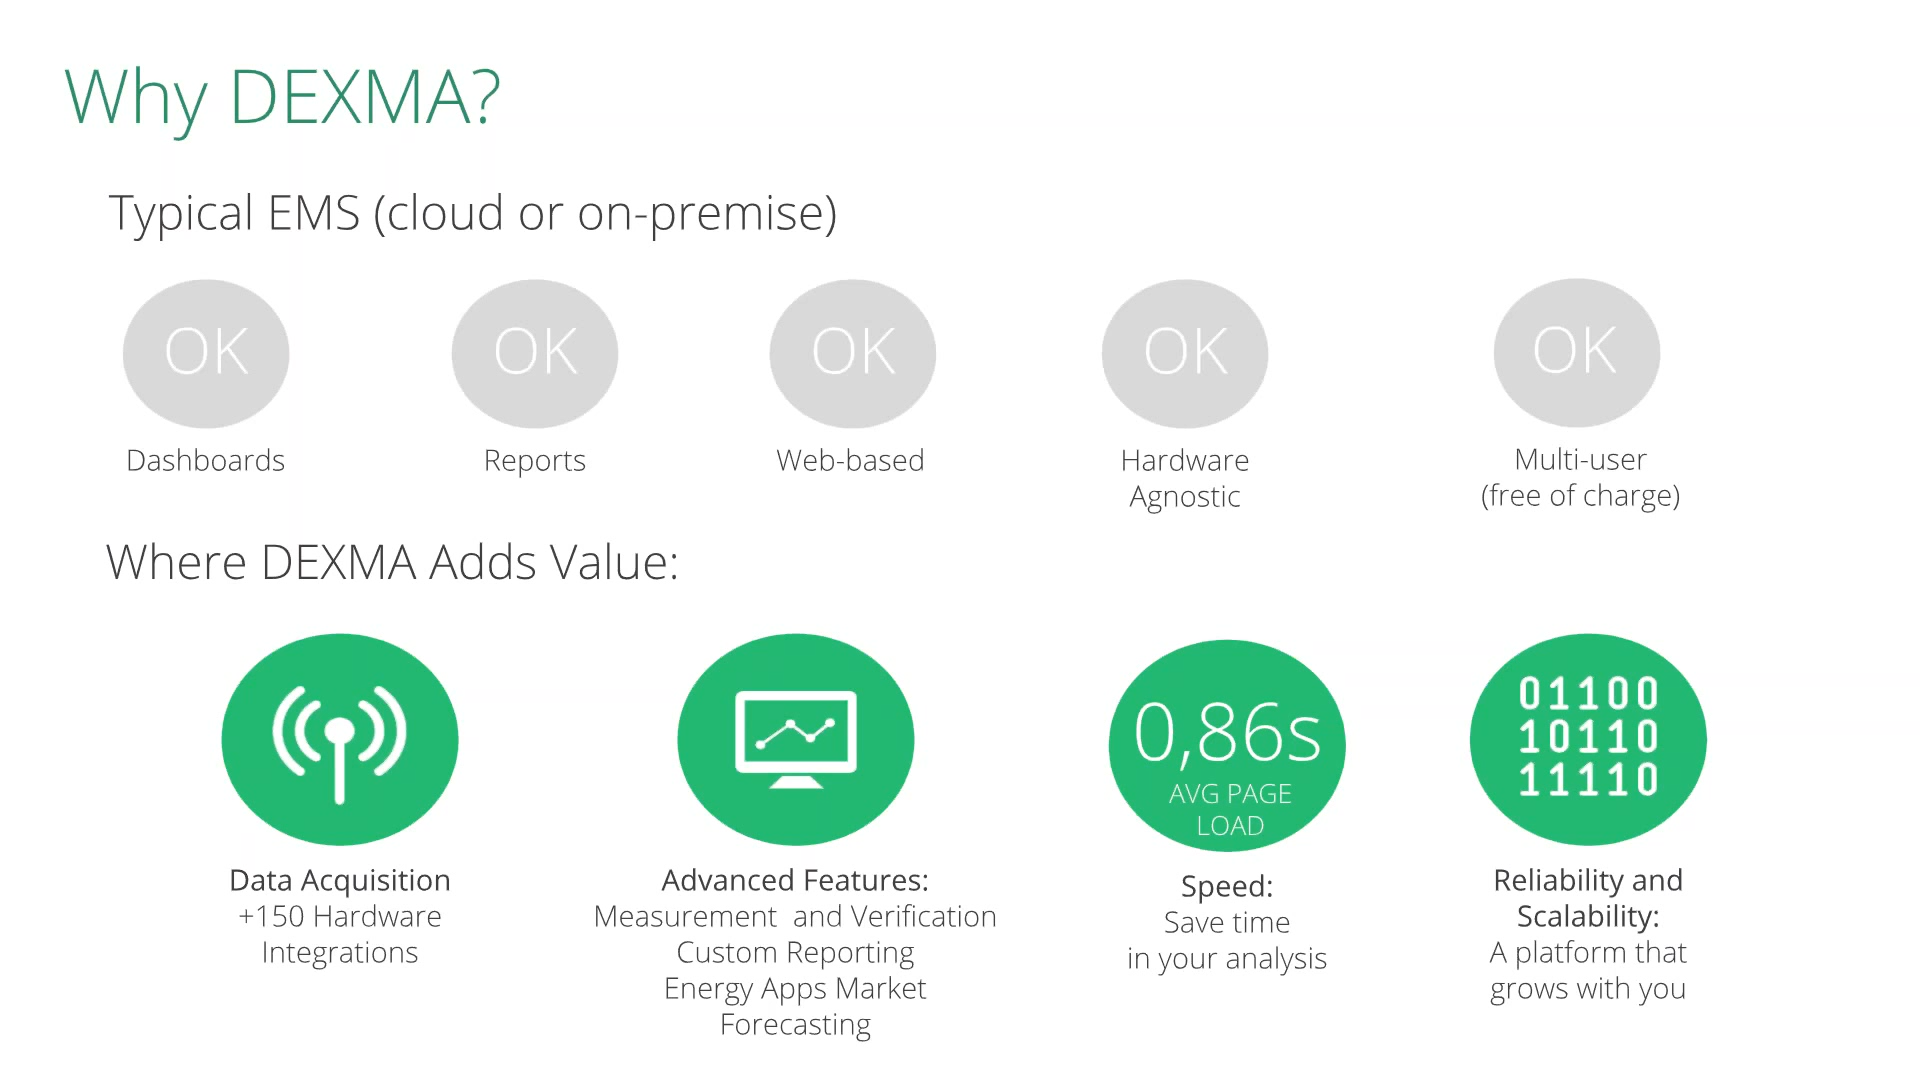 Why DEXMA?
Typical EMS (cloud or on-premise)
OK
OK
OK
OK
OK
Dashboards
Reports
Web-based
Hardware
Agnostic
Multi-user
(free of charge)
Where DEXMA Adds Value:
Data Acquisition
+150 Hardware
Integrations
Advanced Features:
Measurement and Verification
Custom Reporting
Energy Apps Market
Forecasting
0,86s
AVG PAGE
LOAD
Speed:
Save time
in your analysis
01100
10110
11110
Reliability and
Scalability:
A platform that
grows with you